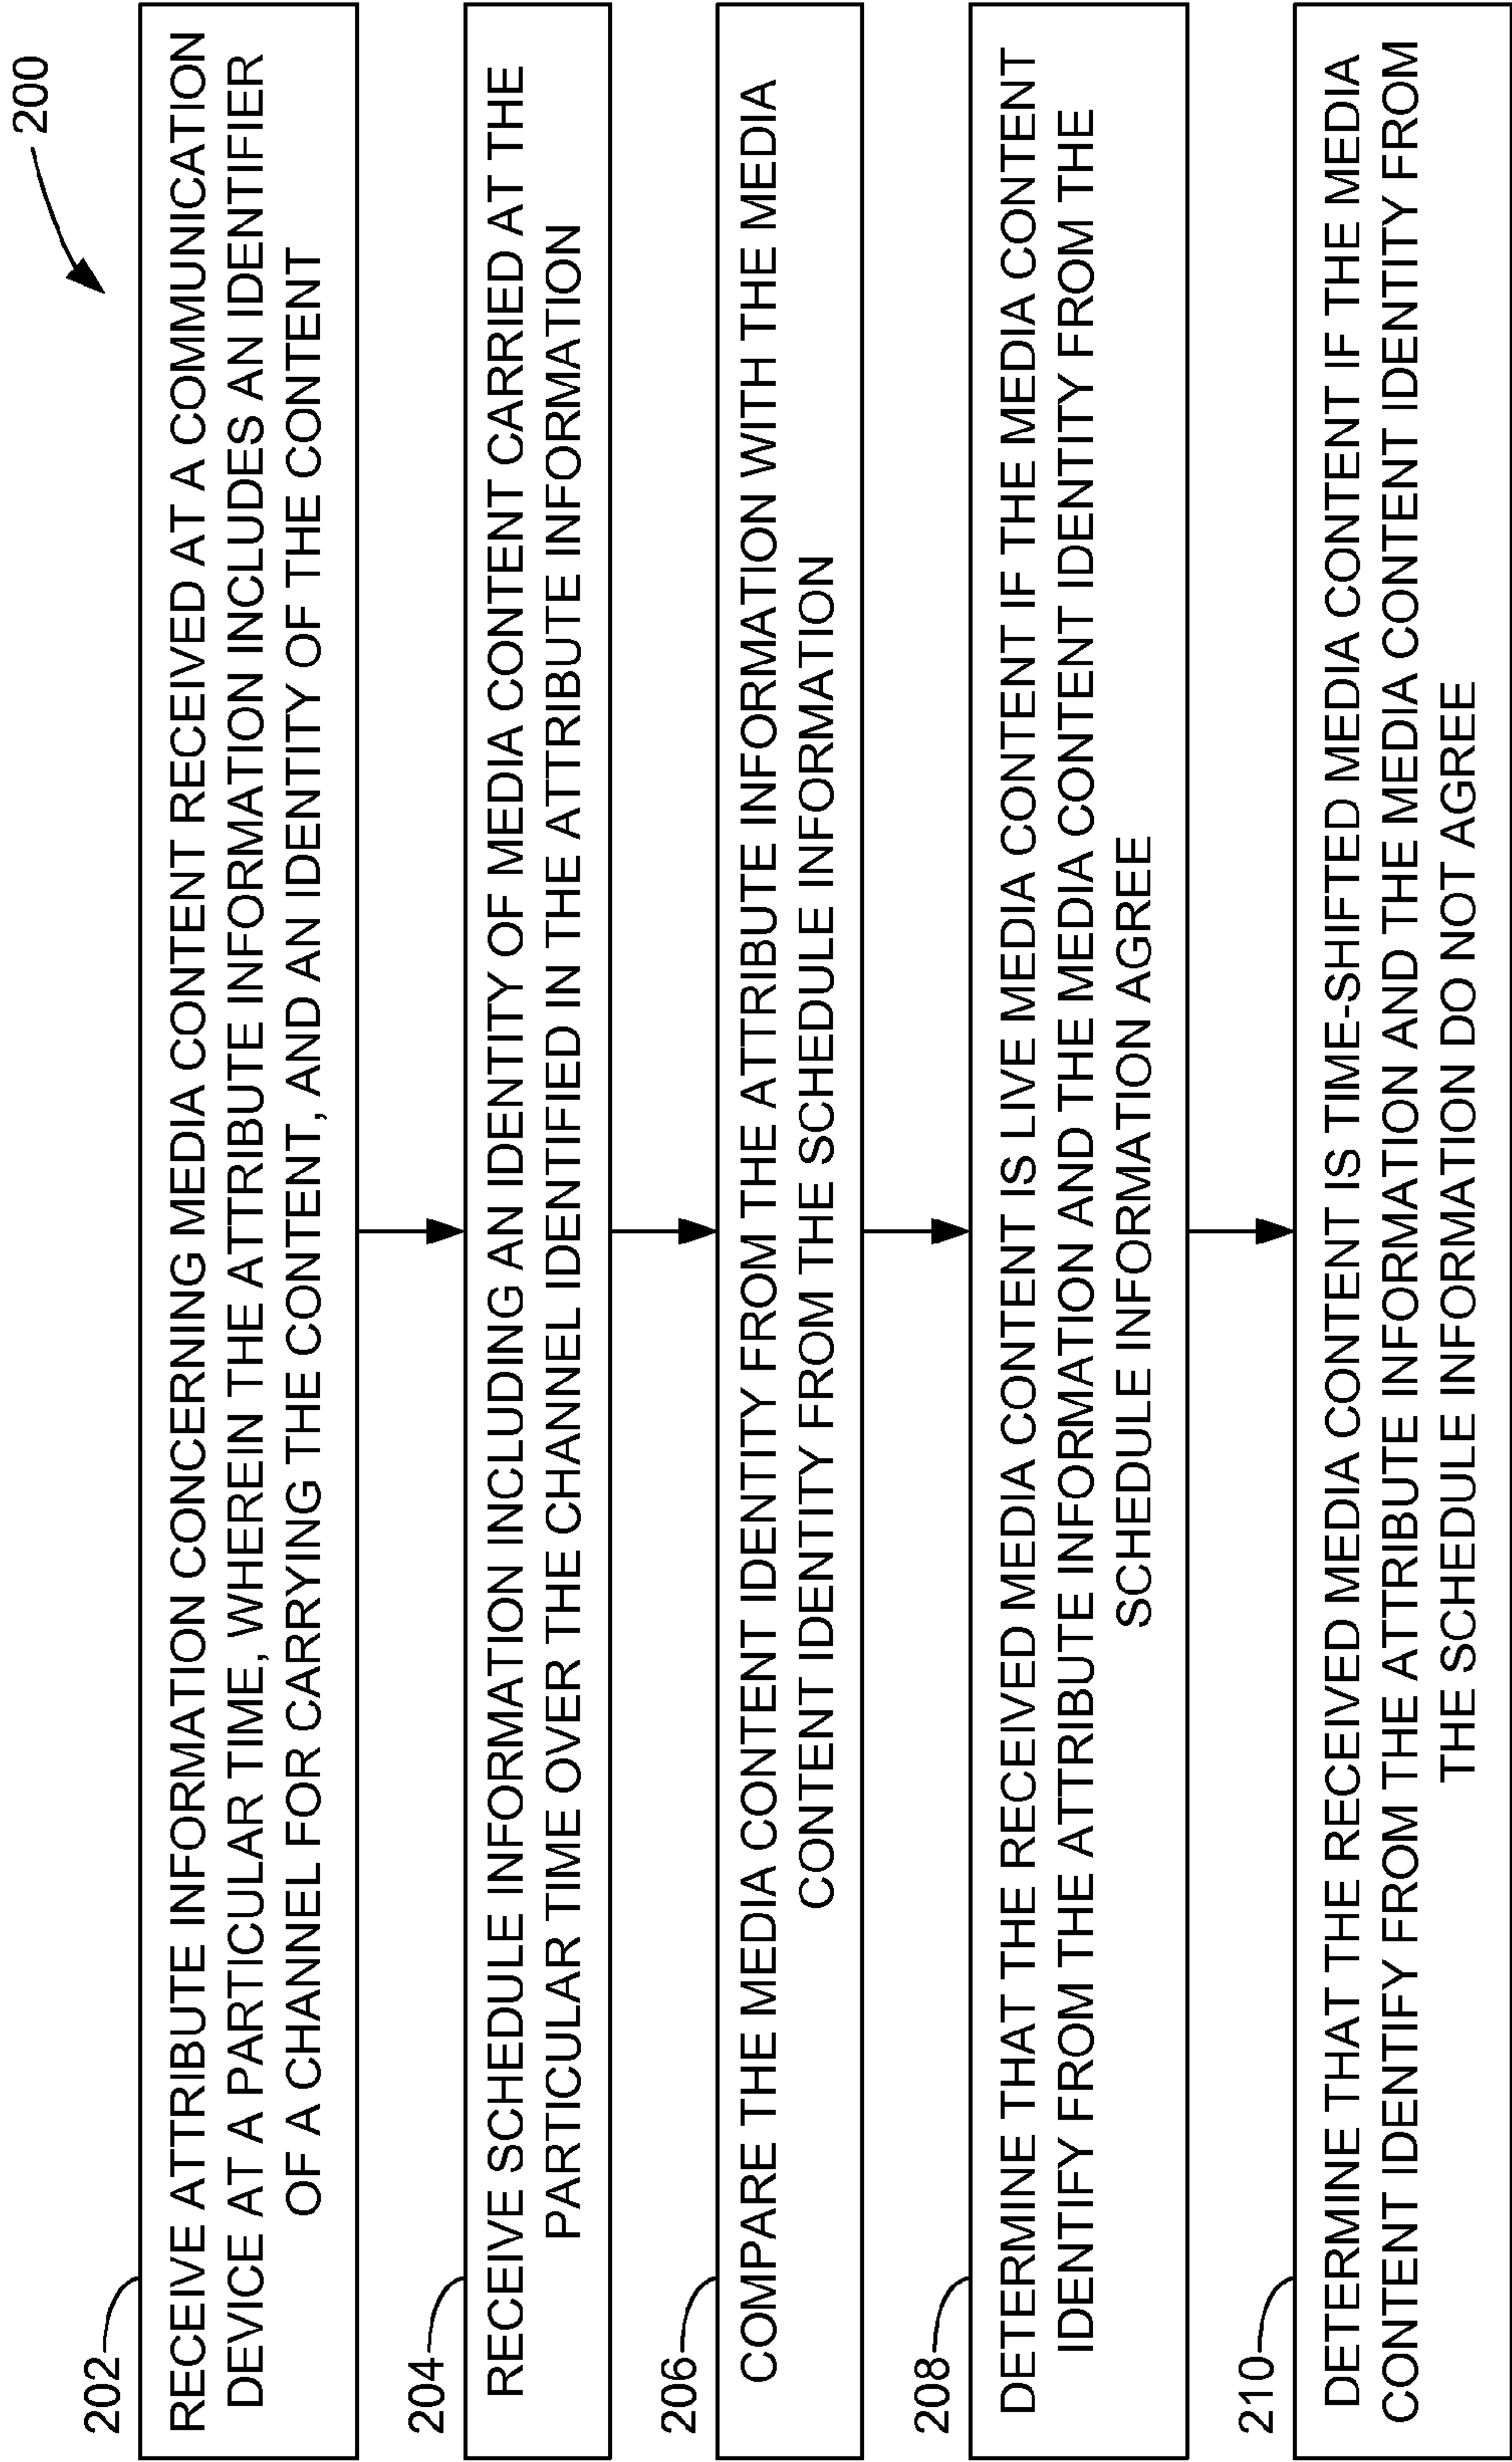 200
202
RECEIVE ATTRIBUTE INFORMATION CONCERNING MEDIA CONTENT RECEIVED AT A COMMUNICATION
DEVICE AT A PARTICULAR TIME, WHEREIN THE ATTRIBUTE INFORMATION INCLUDES AN IDENTIFIER
OF A CHANNEL FOR CARRYING THE CONTENT, AND AN IDENTITY OF THE CONTENT
204
RECEIVE SCHEDULE INFORMATION INCLUDING AN IDENTITY OF MEDIA CONTENT CARRIED AT THE
PARTICULAR TIME OVER THE CHANNEL IDENTIFIED IN THE ATTRIBUTE INFORMATION
206
COMPARE THE MEDIA CONTENT IDENTITY FROM THE ATTRIBUTE INFORMATION WITH THE MEDIA
CONTENT IDENTITY FROM THE SCHEDULE INFORMATION
208
DETERMINE THAT THE RECEIVED MEDIA CONTENT IS LIVE MEDIA CONTENT IF THE MEDIA CONTENT
IDENTIFY FROM THE ATTRIBUTE INFORMATION AND THE MEDIA CONTENT IDENTITY FROM THE
SCHEDULE INFORMATION AGREE
210
DETERMINE THAT THE RECEIVED MEDIA CONTENT IS TIME-SHIFTED MEDIA CONTENT IF THE MEDIA
CONTENT IDENTIFY FROM THE ATTRIBUTE INFORMATION AND THE MEDIA CONTENT IDENTITY FROM
THE SCHEDULE INFORMATION DO NOT AGREE